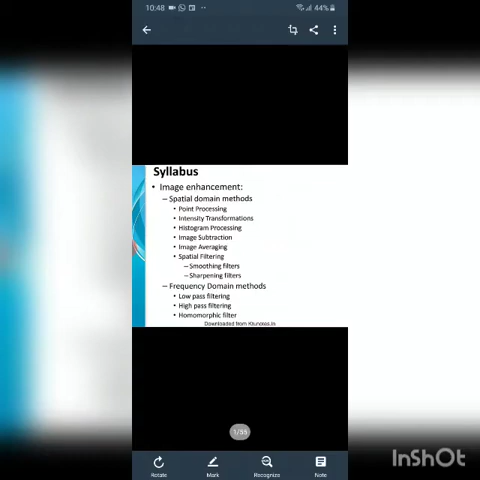 10:48
44%
Syllabus
• Image enhancement:
– Spatial domain methods
• Point Processing
• Intensity Transformations
• Histogram Processing
• Image Subtraction
• Image Averaging
• Spatial Filtering
– Smoothing filters
– Sharpening filters
– Frequency Domain methods
• Low pass filtering
• High pass filtering
• Homomorphic filter
Downloaded from Ktunotes.in
1/55
Rotate Mark Recognize Note
InShOt